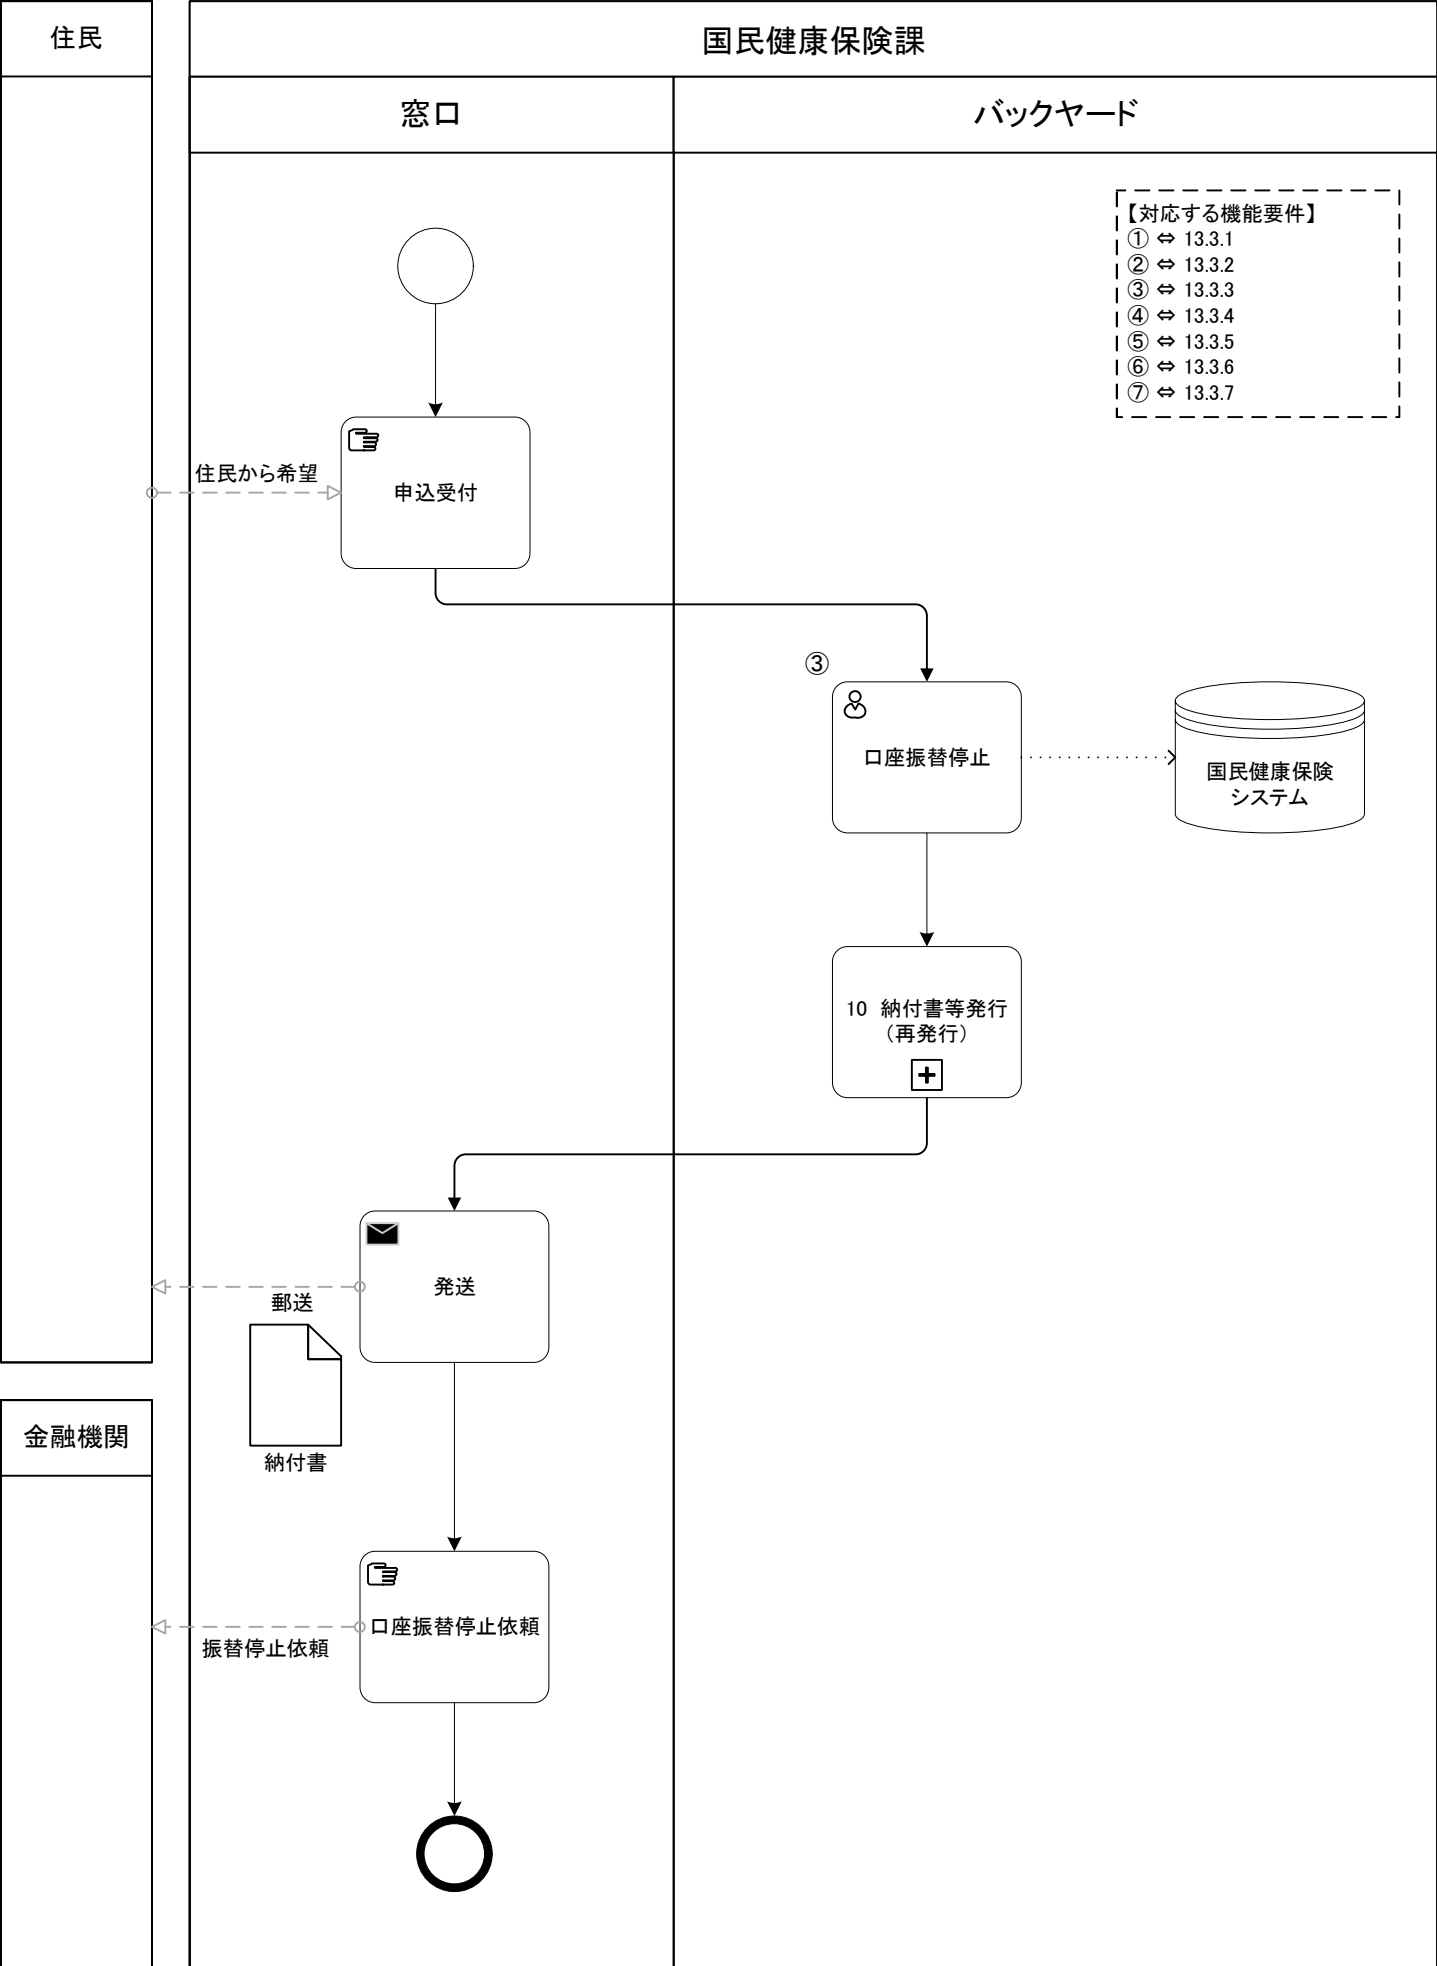 住民
国民健康保険課
窓口
バックヤード
【対応する機能要件】
① ⇔ 13.3.1
② ⇔ 13.3.2
③ ⇔ 13.3.3
④ ⇔ 13.3.4
⑤ ⇔ 13.3.5
⑥ ⇔ 13.3.6
⑦ ⇔ 13.3.7
住民から希望
申込受付
③
口座振替停止
国民健康保険
システム
10 納付書等発行
（再発行）
発送
郵送
納付書
金融機関
口座振替停止依頼
振替停止依頼